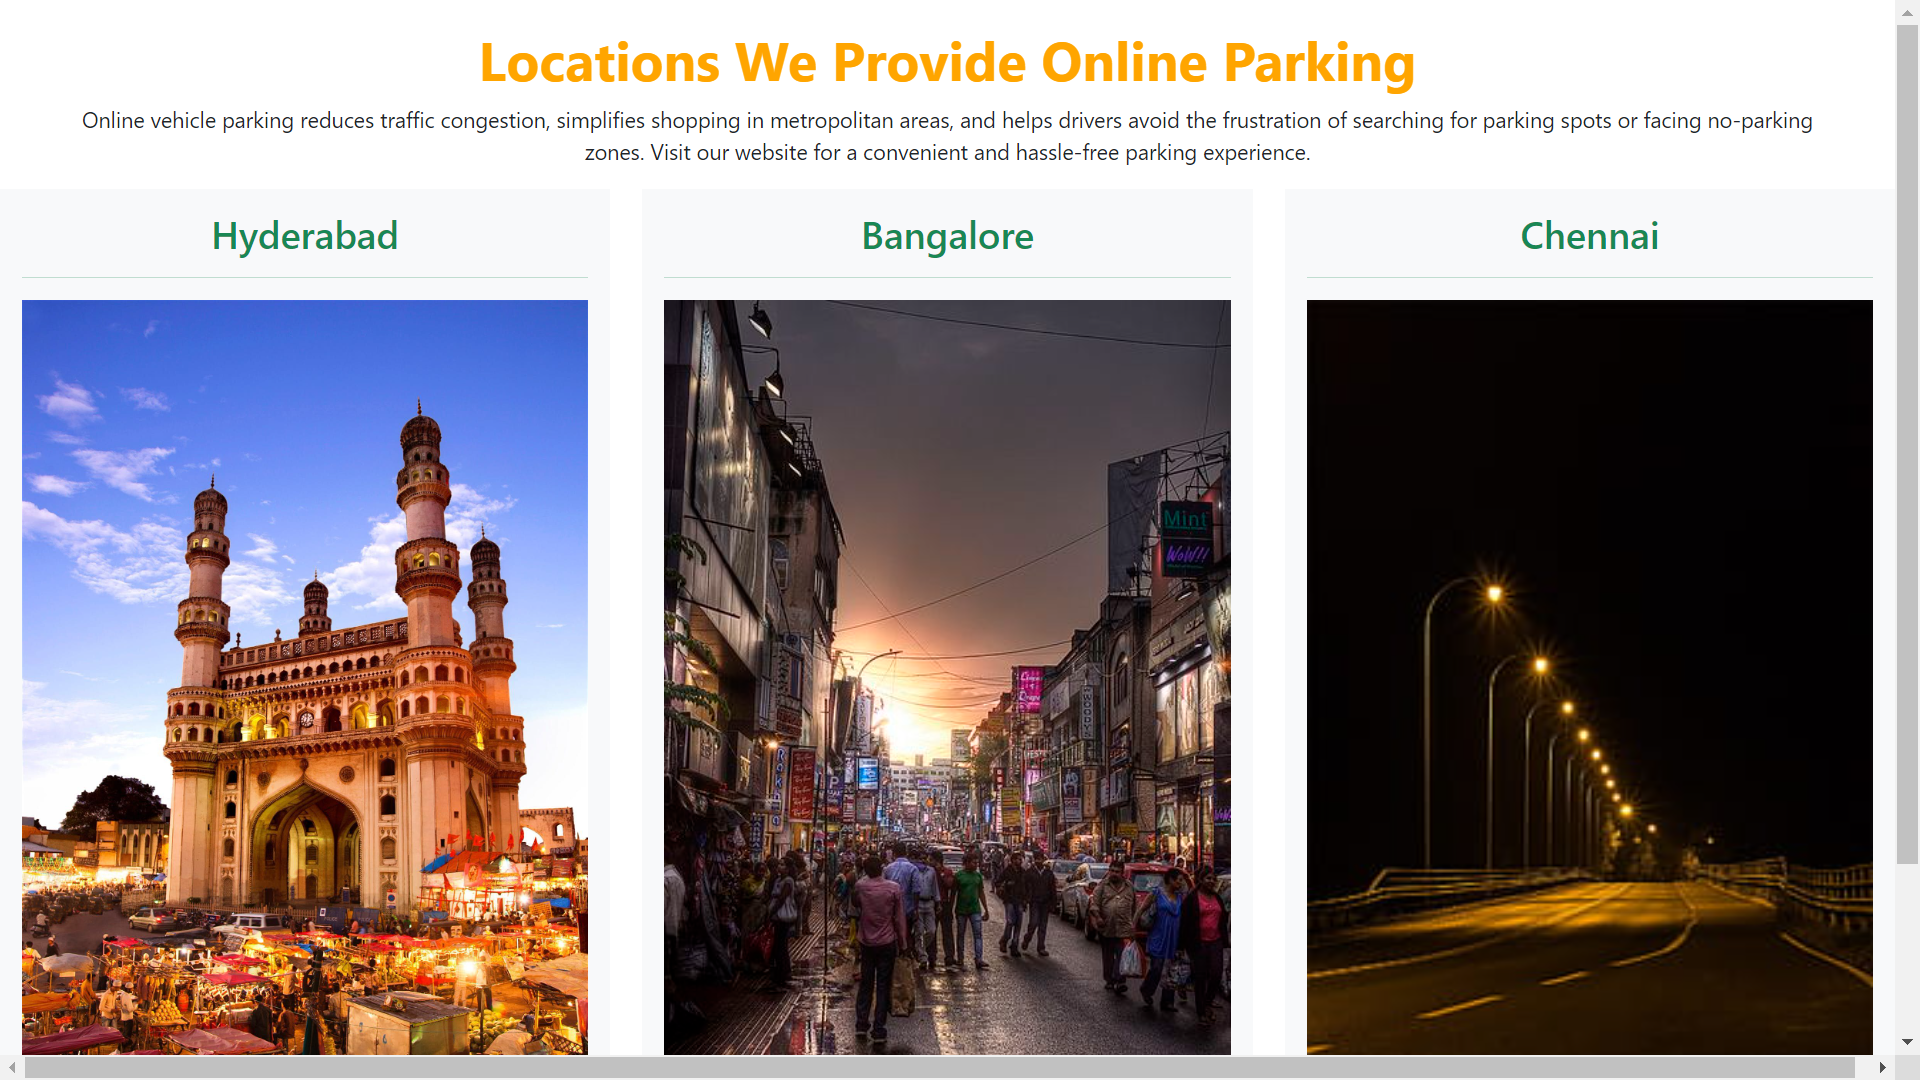 Locations We Provide Online Parking
Online vehicle parking reduces traffic congestion, simplifies shopping in metropolitan areas, and helps drivers avoid the frustration of searching for parking spots or facing no-parking
zones. Visit our website for a convenient and hassle-free parking experience.
Hyderabad
Bangalore
Chennai
Mint
WoW!!